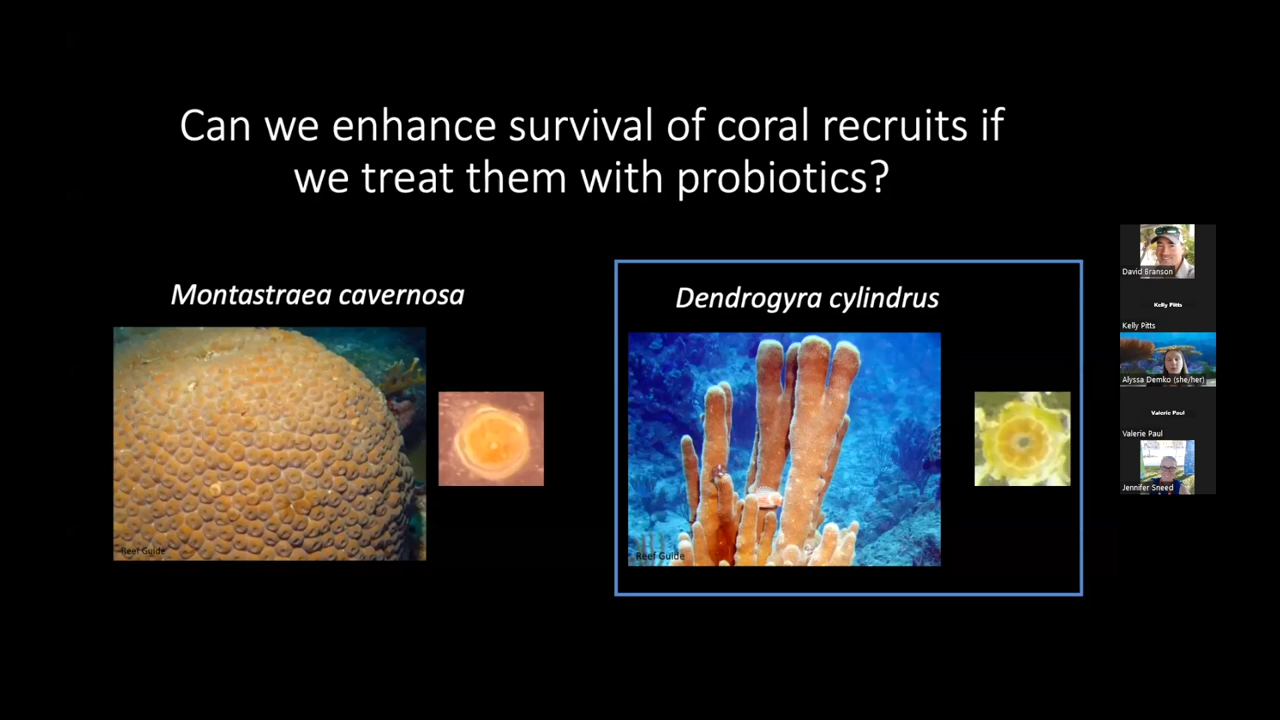 Can we enhance survival of coral recruits if
we treat them with probiotics?
Montastraea cavernosa
Dendrogyra cylindrus
Reef Guide
Reef Guide
David Branson
Kelly Pitts
Kelly Pitts
Alyssa Demko (she/her)
Valerie Paul
Valerie Paul
Jennifer Sneed